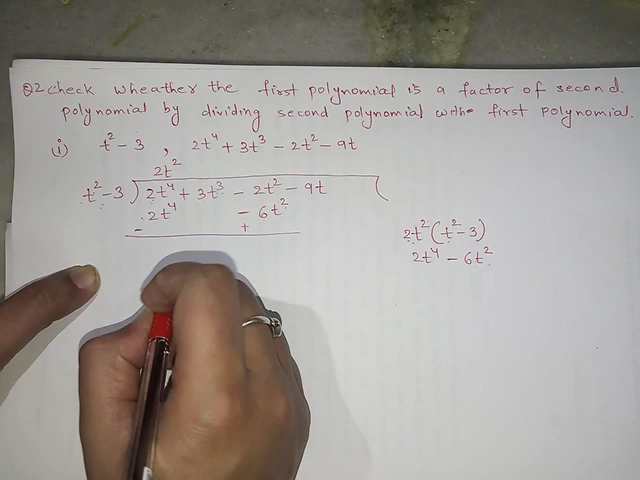 Q2 Check wheather the first polynomial is a factor of second.
polynomial by dividing second polynomial with first polynomial.
i) t² - 3 , 2t⁴ + 3t³ - 2t² - 9t
2t²
t² - 3 ) 2t⁴ + 3t³ - 2t² - 9t (
2t⁴ - 6t²
- +
2t² (t² - 3)
2t⁴ - 6t²